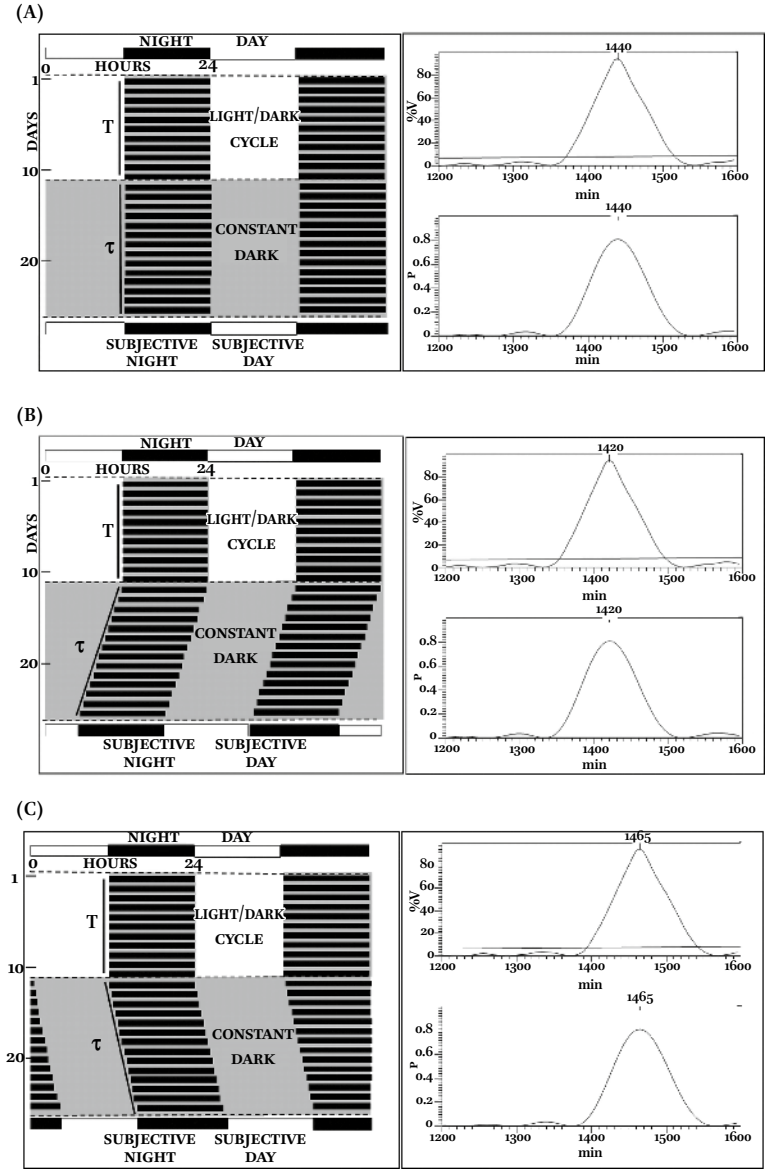 (A)
NIGHT DAY
0 HOURS 24
1
DAYS
T
LIGHT/DARK
CYCLE
10
CONSTANT
DARK
τ
20
SUBJECTIVE SUBJECTIVE
NIGHT DAY
1440
%V
80
60
40
20
0
1200 1300 1400 1500 1600
min
1440
P
0.8
0.6
0.4
0.2
0
1200 1300 1400 1500 1600
min
(B)
NIGHT DAY
0 HOURS 24
1
DAYS
T
LIGHT/DARK
CYCLE
10
τ
CONSTANT
DARK
20
SUBJECTIVE SUBJECTIVE
NIGHT DAY
1420
%V
80
60
40
20
0
1200 1300 1400 1500 1600
min
1420
P
0.8
0.6
0.4
0.2
0
1200 1300 1400 1500 1600
min
(C)
NIGHT DAY
0 HOURS 24
1
T
LIGHT/DARK
CYCLE
10
τ
CONSTANT
DARK
20
SUBJECTIVE SUBJECTIVE
NIGHT DAY
1465
%V
80
60
40
20
0
1200 1300 1400 1500 1600
min
1465
P
0.8
0.6
0.4
0.2
0
1200 1300 1400 1500 1600
min